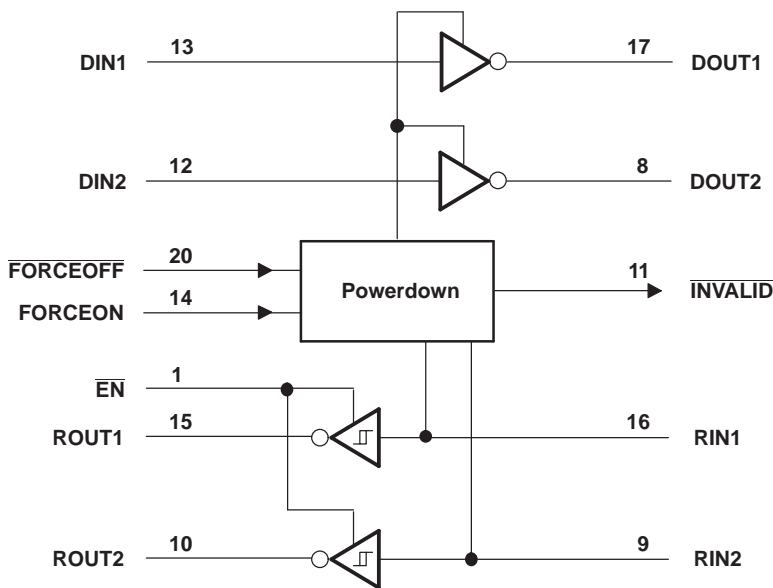 DIN1 13 17 DOUT1
DIN2 12 8 DOUT2
FORCEOFF 20
Powerdown 11 INVALID
FORCEON 14
EN 1
ROUT1 15 16 RIN1
ROUT2 10 9 RIN2